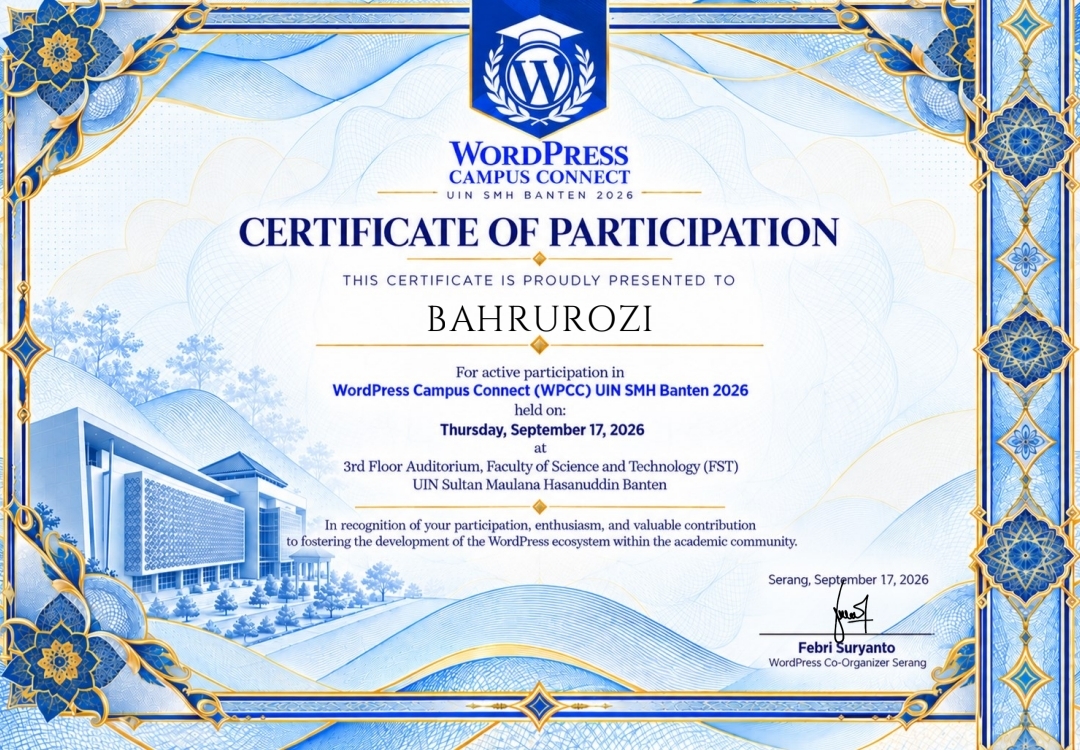 W
WORDPRESS
CAMPUS CONNECT
UIN SMH BANTEN 2026
CERTIFICATE OF PARTICIPATION
THIS CERTIFICATE IS PROUDLY PRESENTED TO
BAHRUROZI
For active participation in
WordPress Campus Connect (WPCC) UIN SMH Banten 2026
held on:
Thursday, September 17, 2026
at
3rd Floor Auditorium, Faculty of Science and Technology (FST)
UIN Sultan Maulana Hasanuddin Banten
In recognition of your participation, enthusiasm, and valuable contribution
to fostering the development of the WordPress ecosystem within the academic community.
Serang, September 17, 2026
Febri Suryanto
WordPress Co-Organizer Serang